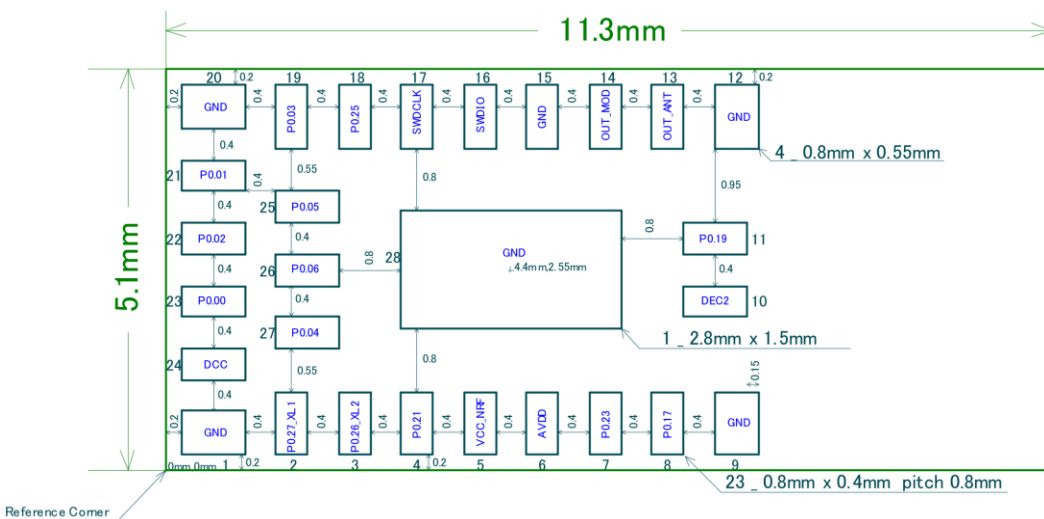 11.3mm
20 19 18 17 16 15 14 13 12
0.2 0.2
0.2 0.4 0.4 0.4 0.4 0.4 0.4 0.4 0.4
GND P0.03 P0.25 SWDCLK SWDIO GND OUT_MOD OUT_ANT GND
0.4
4 _ 0.8mm x 0.55mm
0.55 0.8 0.95
21 P0.01 0.4
0.4 25 P0.05
22 P0.02 0.4 GND 0.8 P0.19 11
5.1mm
0.4 26 P0.06 0.8 28 4.4mm,2.55mm 0.4
23 P0.00 0.4 DEC2 10
0.4 27 P0.04
1 _ 2.8mm x 1.5mm
24 DCC 0.55 0.8 0.15
0.4
GND P0.27_XL1 P0.26_XL2 P0.21 VCC_NRF AVDD P0.23 P0.17 GND
0.2 0.4 0.4 0.4 0.4 0.4 0.4 0.4 0.4
0mm 0mm 1 0.2 2 3 4 0.2 5 6 7 8 9
23 _ 0.8mm x 0.4mm pitch 0.8mm
Reference Corner